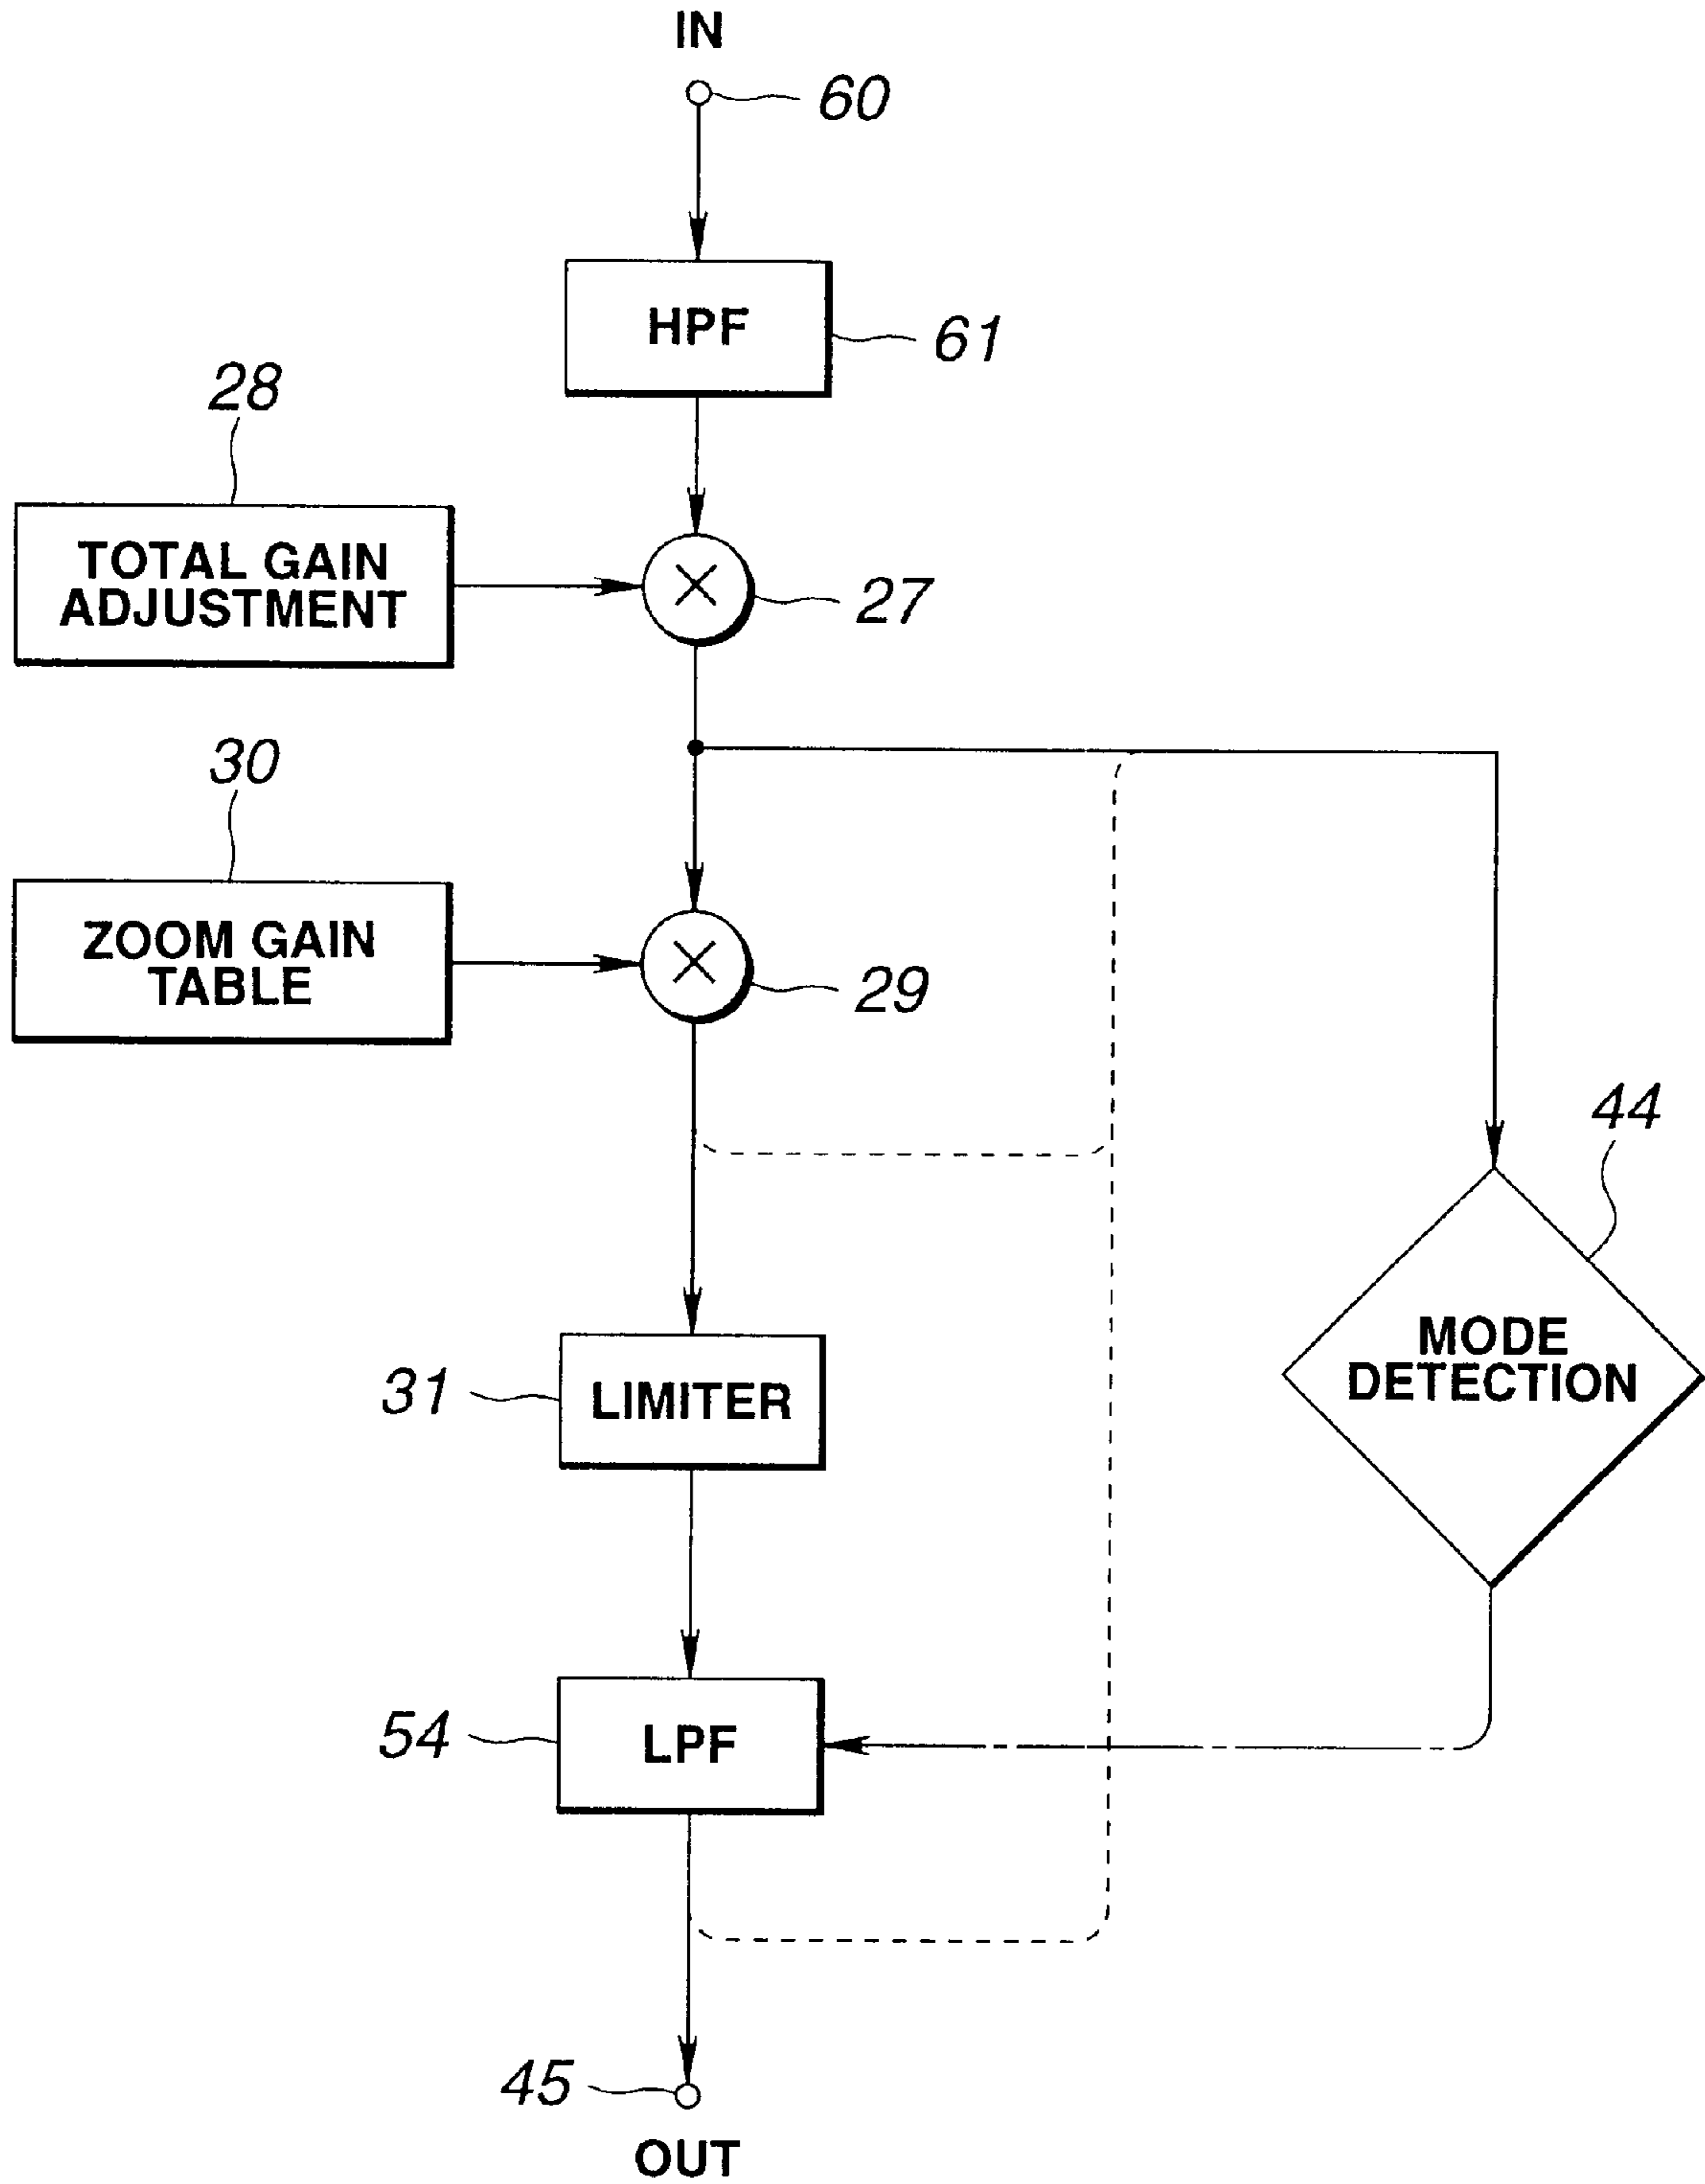 IN
60
HPF
61
28
TOTAL GAIN
ADJUSTMENT
27
30
ZOOM GAIN
TABLE
29
44
MODE
DETECTION
31
LIMITER
54
LPF
45
OUT